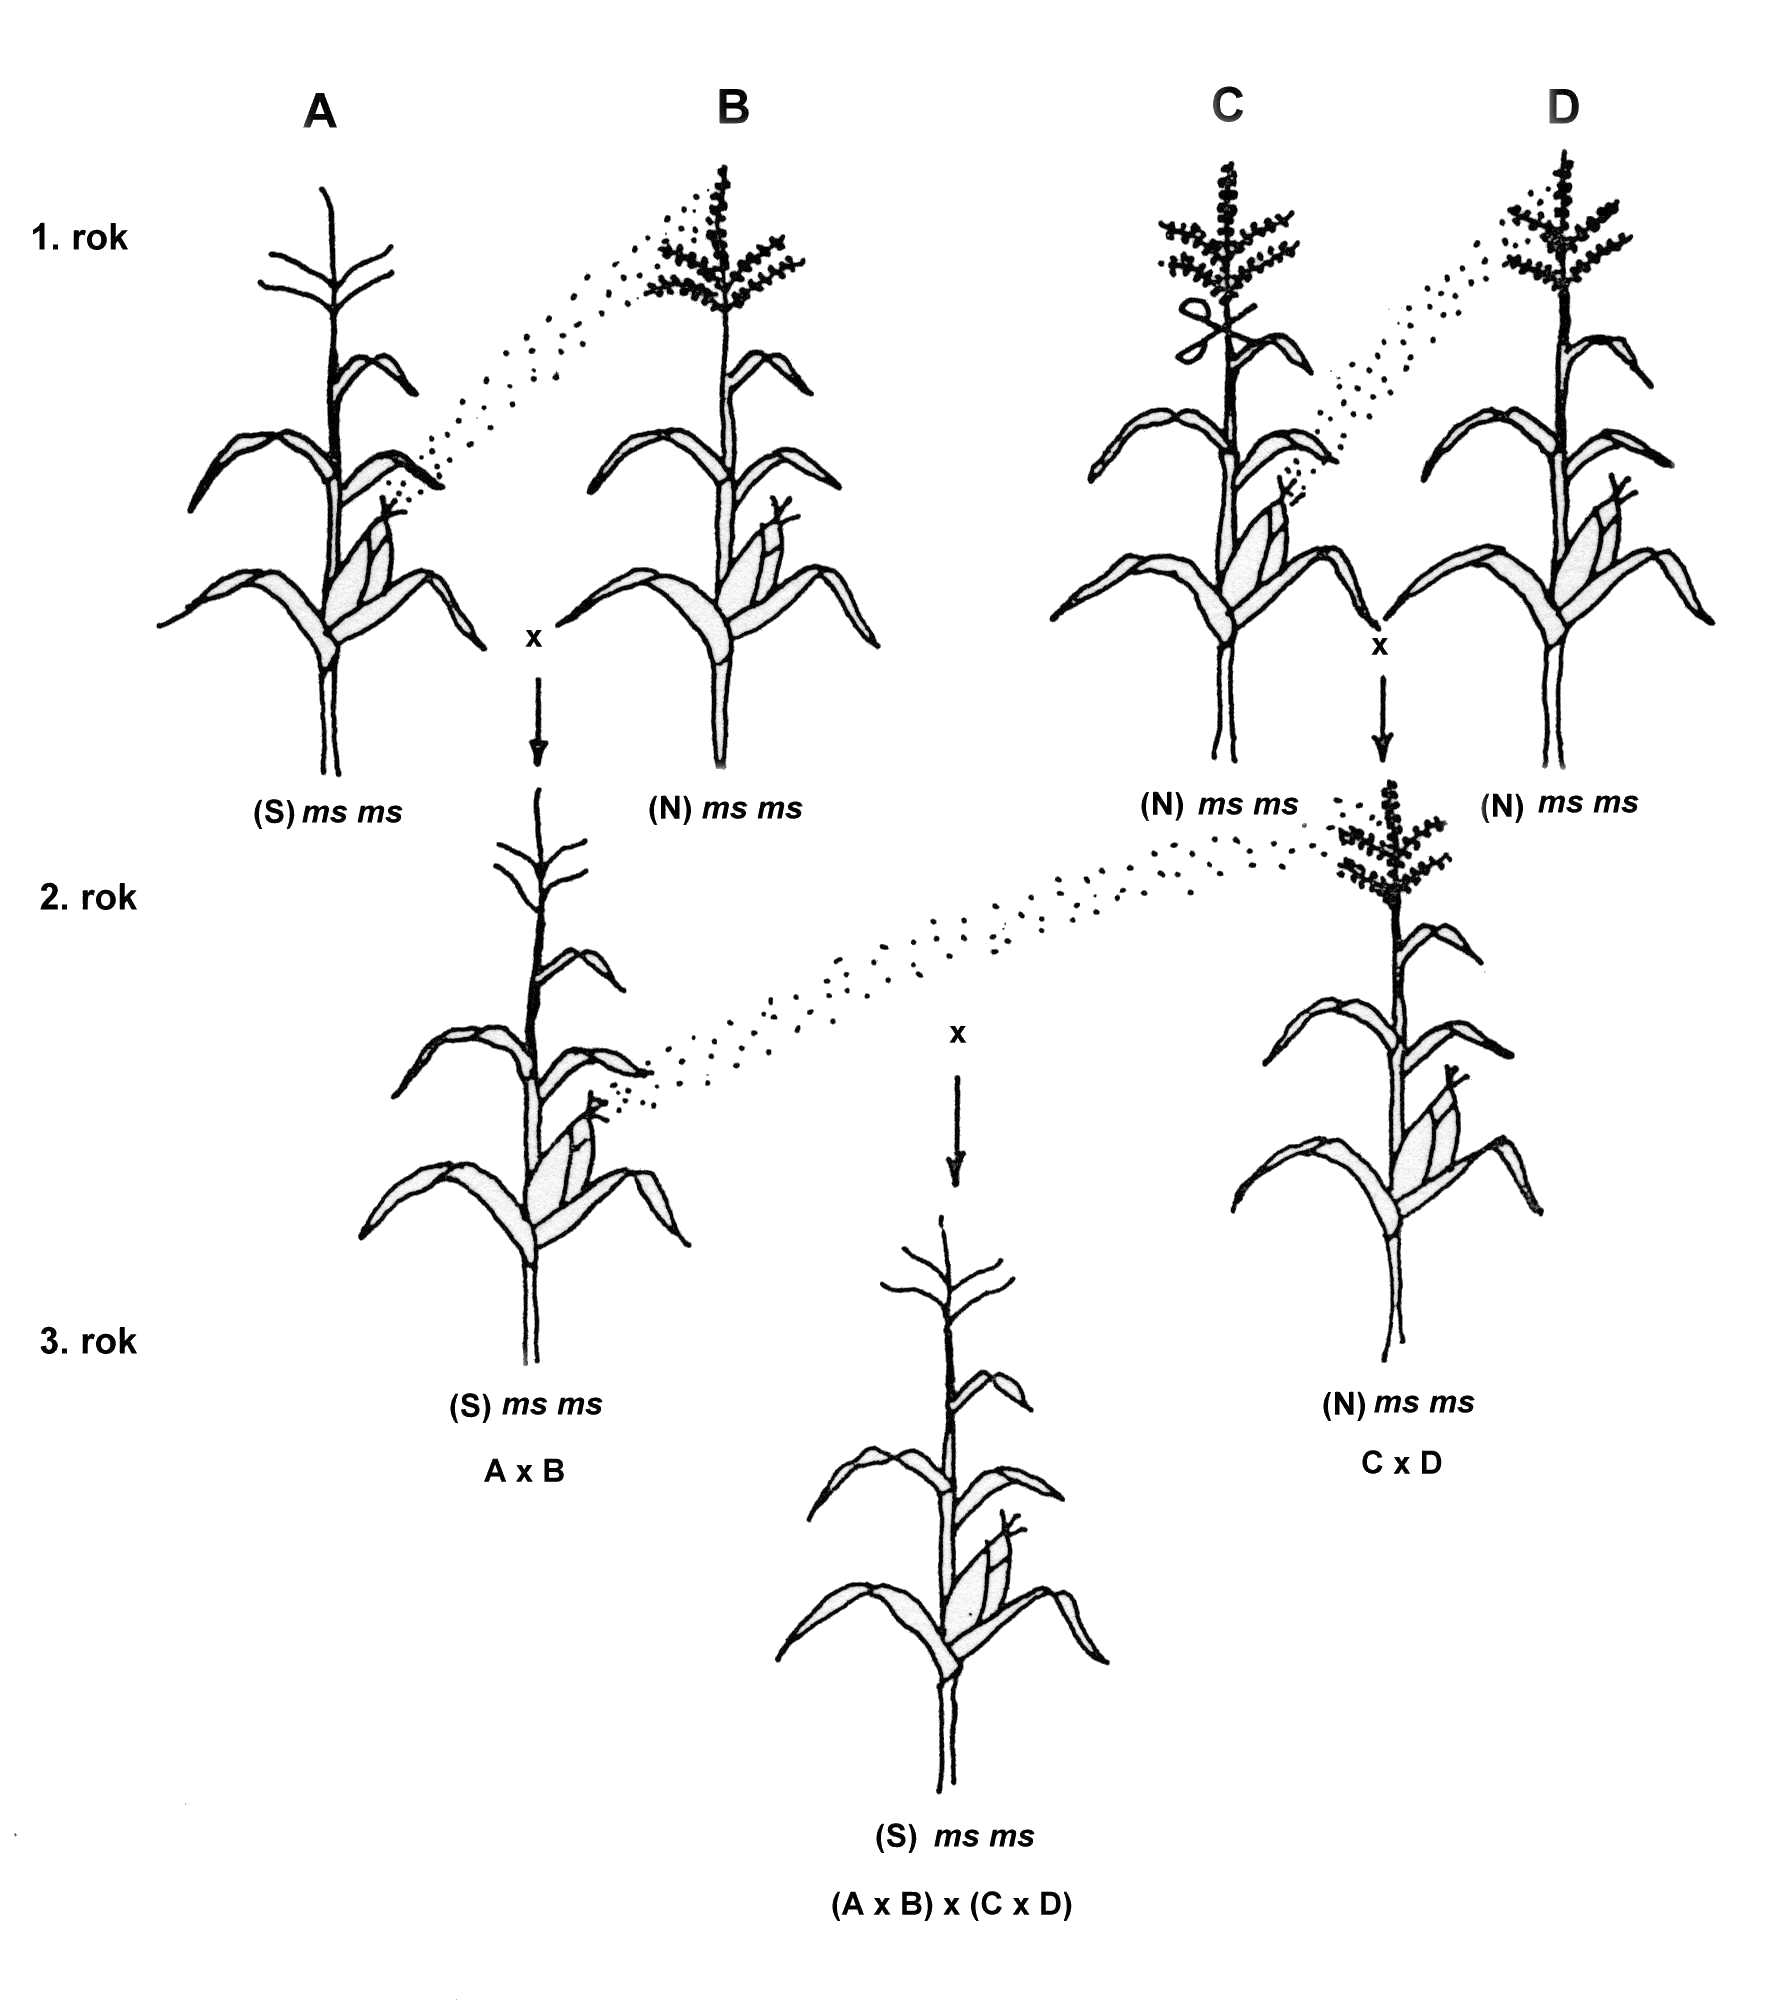 A B C D
1. rok
x x
(S) ms ms (N) ms ms (N) ms ms (N) ms ms
2. rok
x
3. rok
(S) ms ms (N) ms ms
A x B C x D
(S) ms ms
(A x B) x (C x D)